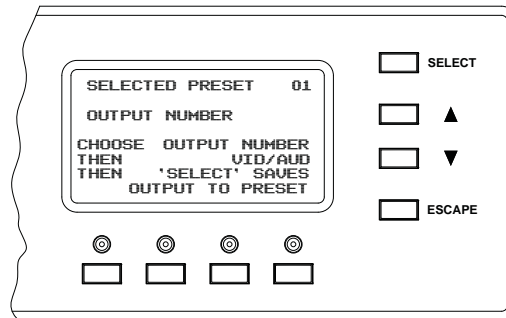 SELECTED PRESET 01
OUTPUT NUMBER
CHOOSE OUTPUT NUMBER
THEN VID/AUD
THEN 'SELECT' SAVES
OUTPUT TO PRESET
SELECT
▲
▼
ESCAPE